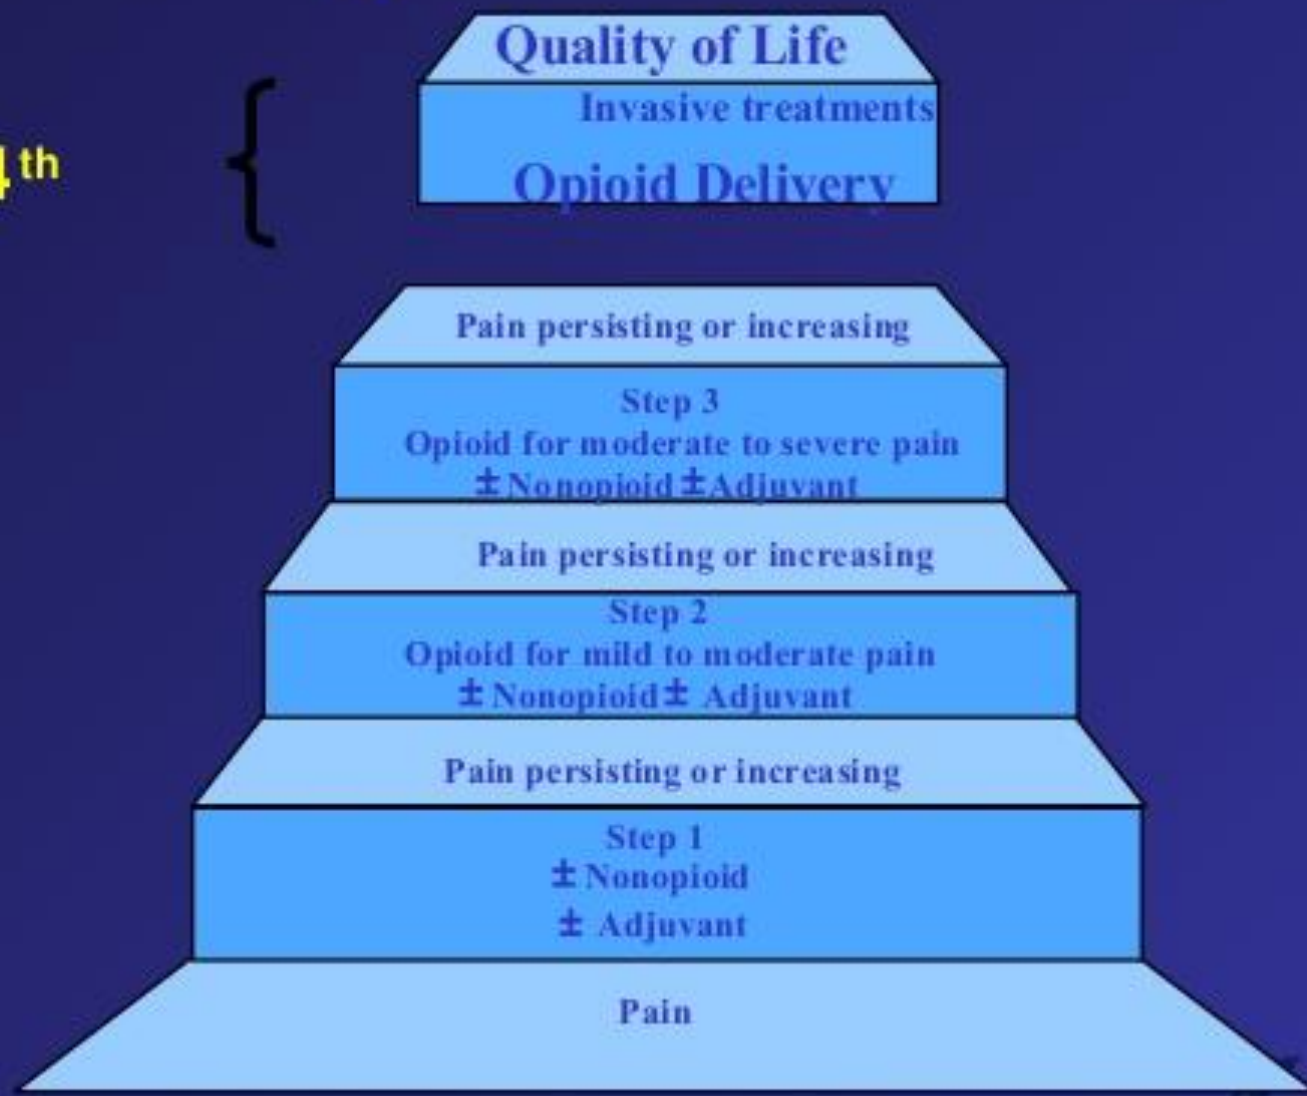 Quality of Life
Invasive treatments
4th
Opioid Delivery
Pain persisting or increasing
Step 3
Opioid for moderate to severe pain
± Nonopioid ± Adjuvant
Pain persisting or increasing
Step 2
Opioid for mild to moderate pain
± Nonopioid ± Adjuvant
Pain persisting or increasing
Step 1
± Nonopioid
± Adjuvant
Pain